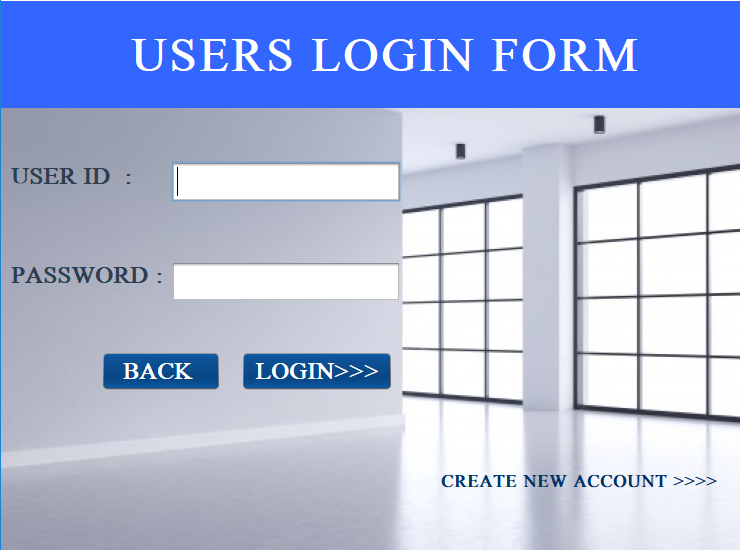 USERS LOGIN FORM
USER ID :
PASSWORD :
BACK LOGIN>>>
CREATE NEW ACCOUNT >>>>